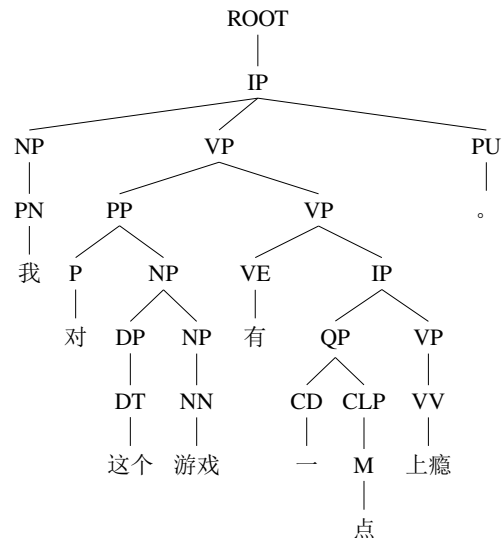 ROOT
IP
NP VP PU
PN PP VP 。
我 P NP VE IP
对 DP NP 有 QP VP
DT NN CD CLP VV
这个 游戏 一 M 上瘾
点